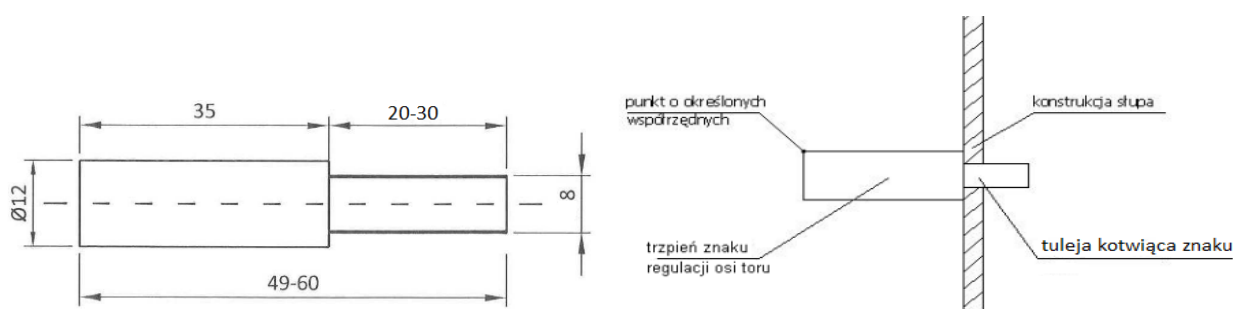 35
20-30
Ø12
8
49-60
punkt o określonych
współrzędnych
konstrukcja słupa
trzpień znaku
regulacji osi toru
tuleja kotwiąca znaku